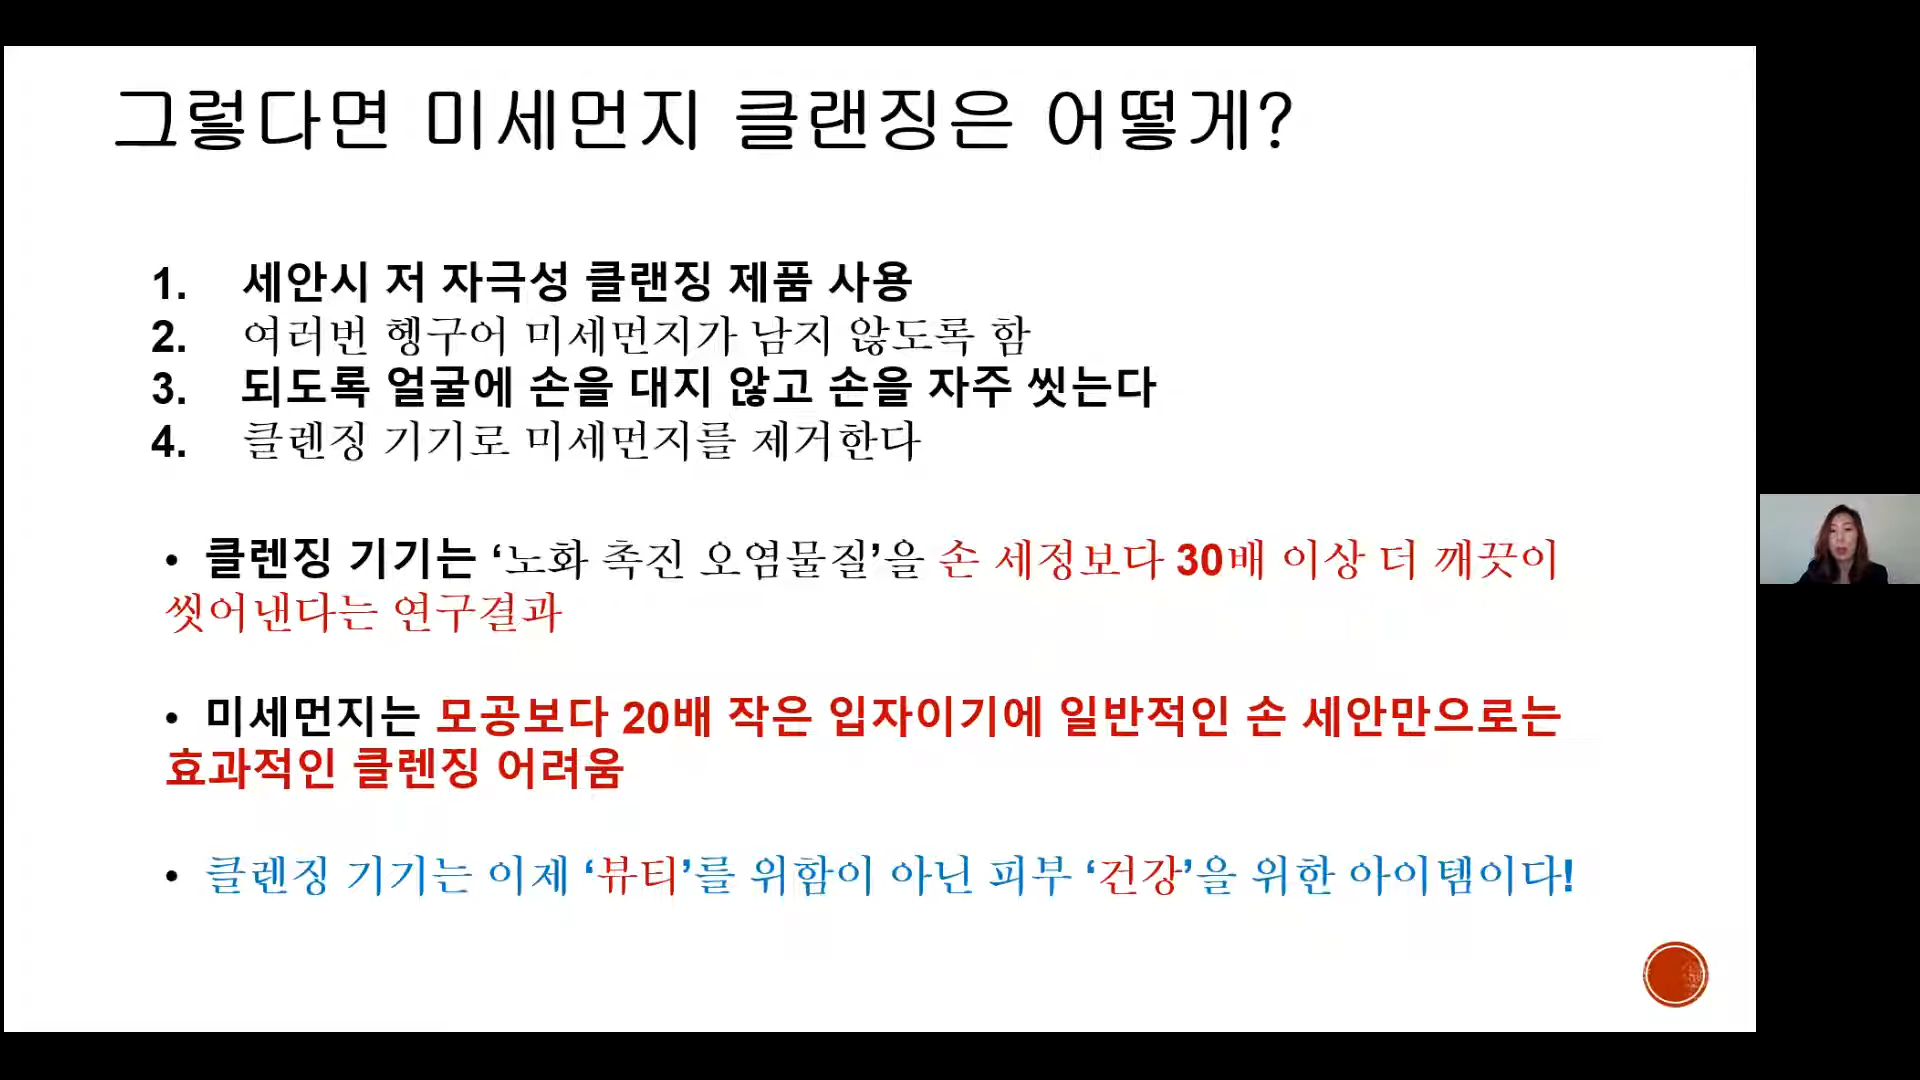 그렇다면 미세먼지 클랜징은 어떻게?
1. 세안시 저 자극성 클랜징 제품 사용
2. 여러번 헹구어 미세먼지가 남지 않도록 함
3. 되도록 얼굴에 손을 대지 않고 손을 자주 씻는다
4. 클렌징 기기로 미세먼지를 제거한다
• 클렌징 기기는 ‘노화 촉진 오염물질’을 손 세정보다 30배 이상 더 깨끗이
씻어낸다는 연구결과
• 미세먼지는 모공보다 20배 작은 입자이기에 일반적인 손 세안만으로는
효과적인 클렌징 어려움
• 클렌징 기기는 이제 ‘뷰티’를 위함이 아닌 피부 ‘건강’을 위한 아이템이다!